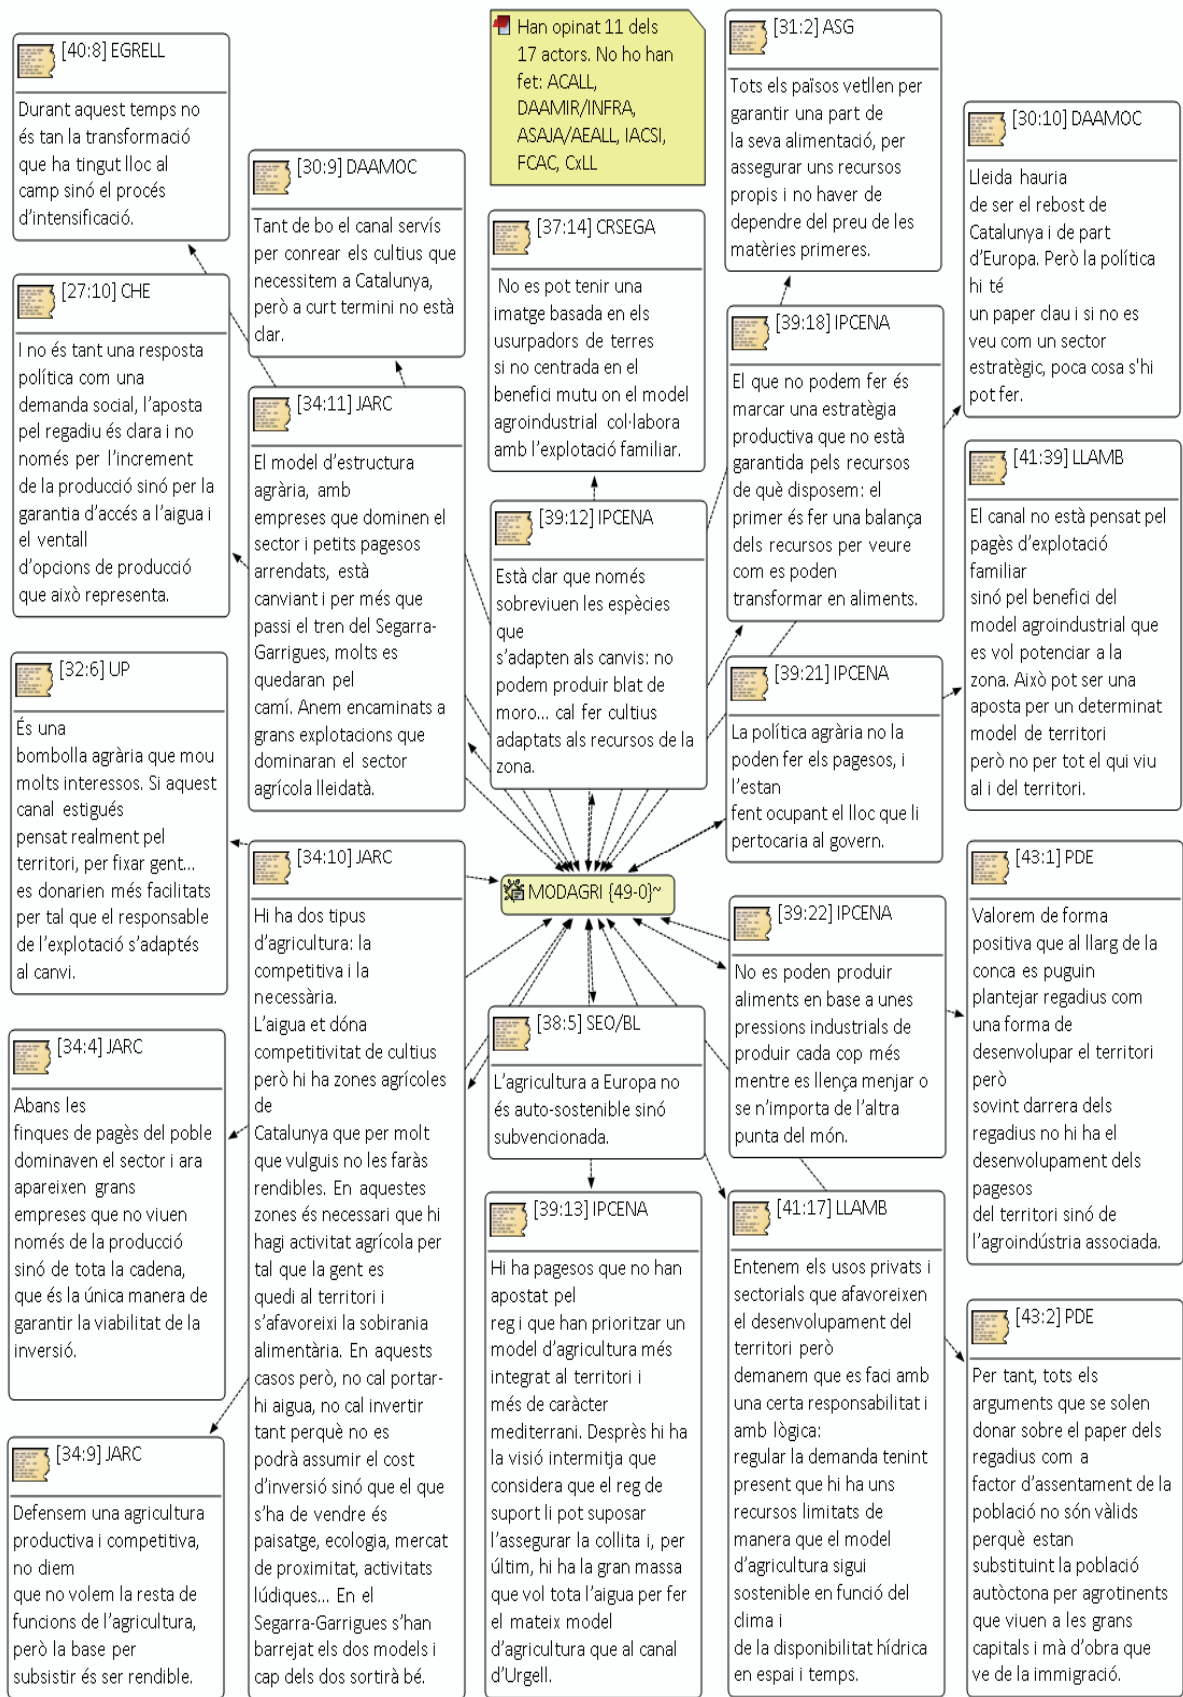 [40:8] EGRELL
Durant aquest temps no
és tan la transformació
que ha tingut lloc al
camp sinó el procés
d'intensificació.
[27:10] CHE
I no és tant una resposta
política com una
demanda social, l'aposta
pel regadiu és clara i no
només per l'increment
de la producció sinó per la
garantia d'accés a l'aigua i
el ventall
d'opcions de producció
que això representa.
[32:6] UP
És una
bombolla agrària que mou
molts interessos. Si aquest
canal estigués
pensat realment pel
territori, per fixar gent...
es donarien més facilitats
per tal que el responsable
de l'explotació s'adaptés
al canvi.
[34:4] JARC
Abans les
finques de pagès del poble
dominaven el sector i ara
apareixen grans
empreses que no viuen
només de la producció
sinó de tota la cadena,
que és la única manera de
garantir la viabilitat de la
inversió.
[34:9] JARC
Defensem una agricultura
productiva i competitiva,
no diem
que no volem la resta de
funcions de l'agricultura,
però la base per
subsistir és ser rendible.
[30:9] DAAMOC
Tant de bo el canal servís
per conrear els cultius que
necessitem a Catalunya,
però a curt termini no està
clar.
[34:11] JARC
El model d'estructura
agrària, amb
empreses que dominen el
sector i petits pagesos
arrendats, està
canviant i per més que
passi el tren del Segarra-
Garrigues, molts es
quedaran pel
camí. Anem encaminats a
grans explotacions que
dominaran el sector
agrícola lleidatà.
[34:10] JARC
Hi ha dos tipus
d'agricultura: la
competitiva i la
necessària.
L'aigua et dóna
competitivitat de cultius
però hi ha zones agrícoles
de
Catalunya que per molt
que vulguis no les faràs
rendibles. En aquestes
zones és necessari que hi
hagi activitat agrícola per
tal que la gent es
quedi al territori i
s'afavoreixi la sobirania
alimentària. En aquests
casos però, no cal portar-
hi aigua, no cal invertir
tant perquè no es
podrà assumir el cost
d'inversió sinó que el que
s'ha de vendre és
paisatge, ecologia, mercat
de proximitat, activitats
lúdiques... En el
Segarra-Garrigues s'han
barrejat els dos models i
cap dels dos sortirà bé.
Han opinat 11 dels
17 actors. No ho han
fet: ACALL,
DAAMIR/INFRA,
ASAJA/AEALL, IACSI,
FCAC, CxLL
[37:14] CRSEGA
No es pot tenir una
imatge basada en els
usurpadors de terres
si no centrada en el
benefici mutu on el model
agroindustrial col·labora
amb l'explotació familiar.
[39:12] IPCENA
Està clar que només
sobreviuen les espècies
que
s'adapten als canvis: no
podem produir blat de
moro... cal fer cultius
adaptats als recursos de la
zona.
MODAGRI {49-0}~
[38:5] SEO/BL
L'agricultura a Europa no
és auto-sostenible sinó
subvencionada.
[39:13] IPCENA
Hi ha pagesos que no han
apostat pel
reg i que han prioritzar un
model d'agricultura més
integrat al territori i
més de caràcter
mediterrani. Desprès hi ha
la visió intermitja que
considera que el reg de
suport li pot suposar
l'assegurar la collita i, per
últim, hi ha la gran massa
que vol tota l'aigua per fer
el mateix model
d'agricultura que al canal
d'Urgell.
[31:2] ASG
Tots els països vetllen per
garantir una part de
la seva alimentació, per
assegurar uns recursos
propis i no haver de
dependre del preu de les
matèries primeres.
[39:18] IPCENA
El que no podem fer és
marcar una estratègia
productiva que no està
garantida pels recursos
de què disposem: el
primer és fer una balança
dels recursos per veure
com es poden
transformar en aliments.
[39:21] IPCENA
La política agrària no la
poden fer els pagesos, i
l'estan
fent ocupant el lloc que li
pertocaria al govern.
[39:22] IPCENA
No es poden produir
aliments en base a unes
pressions industrials de
produir cada cop més
mentre es llença menjar o
se n'importa de l'altra
punta del món.
[41:17] LLAMB
Entenem els usos privats i
sectorials que afavoreixen
el desenvolupament del
territori però
demanem que es faci amb
una certa responsabilitat i
amb lògica:
regular la demanda tenint
present que hi ha uns
recursos limitats de
manera que el model
d'agricultura sigui
sostenible en funció del
clima i
de la disponibilitat hídrica
en espai i temps.
[30:10] DAAMOC
Lleida hauria
de ser el rebost de
Catalunya i de part
d'Europa. Però la política
hi té
un paper clau i si no es
veu com un sector
estratègic, poca cosa s'hi
pot fer.
[41:39] LLAMB
El canal no està pensat pel
pagès d'explotació
familiar
sinó pel benefici del
model agroindustrial que
es vol potenciar a la
zona. Això pot ser una
aposta per un determinat
model de territori
però no per tot el qui viu
al i del territori.
[43:1] PDE
Valorem de forma
positiva que al llarg de la
conca es puguin
plantejar regadius com
una forma de
desenvolupar el territori
però
sovint darrera dels
regadius no hi ha el
desenvolupament dels
pagesos
del territori sinó de
l'agroindústria associada.
[43:2] PDE
Per tant, tots els
arguments que se solen
donar sobre el paper dels
regadius com a
factor d'assentament de la
població no són vàlids
perquè estan
substituint la població
autòctona per agrotinents
que viuen a les grans
capitals i mà d'obra que
ve de la immigració.